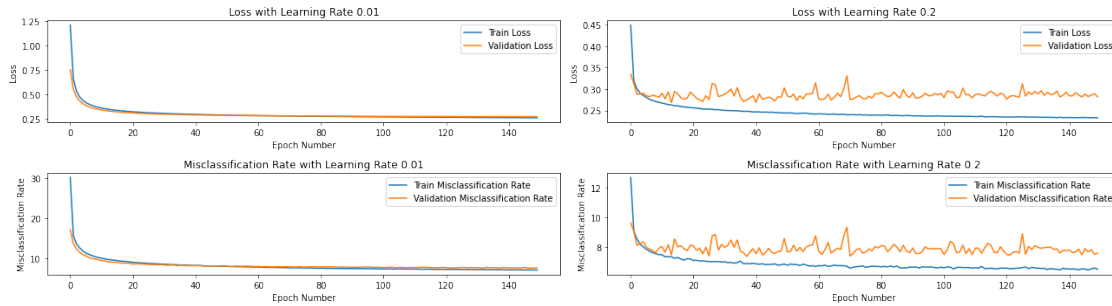 Loss with Learning Rate 0.01
1.25
1.00
0.75
0.50
0.25
Loss
Train Loss
Validation Loss
0 20 40 60 80 100 120 140
Epoch Number
Loss with Learning Rate 0.2
0.45
0.40
0.35
0.30
0.25
Loss
Train Loss
Validation Loss
0 20 40 60 80 100 120 140
Epoch Number
Misclassification Rate with Learning Rate 0.01
30
20
10
Misclassification Rate
Train Misclassification Rate
Validation Misclassification Rate
0 20 40 60 80 100 120 140
Epoch Number
Misclassification Rate with Learning Rate 0.2
12
10
8
Misclassification Rate
Train Misclassification Rate
Validation Misclassification Rate
0 20 40 60 80 100 120 140
Epoch Number